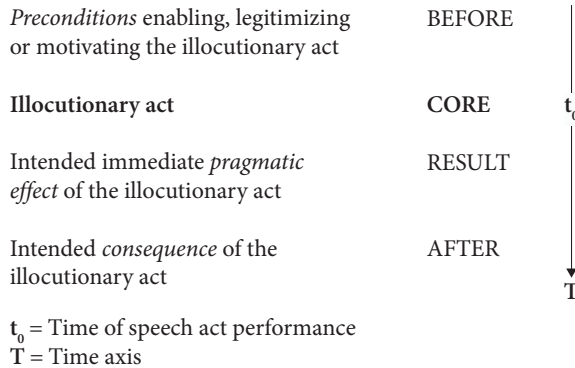 Preconditions enabling, legitimizing BEFORE
or motivating the illocutionary act
Illocutionary act CORE t₀
Intended immediate pragmatic RESULT
effect of the illocutionary act
Intended consequence of the AFTER
illocutionary act
T
t₀ = Time of speech act performance
T = Time axis